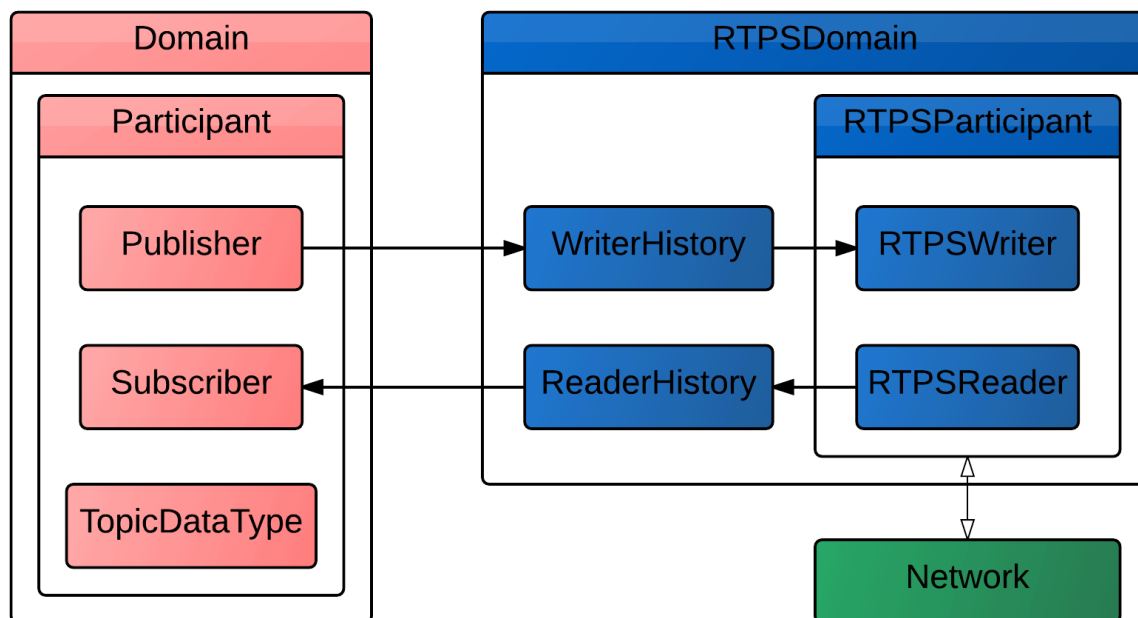 Domain
RTPSDomain
Participant
RTPSParticipant
Publisher
WriterHistory
RTPSWriter
Subscriber
ReaderHistory
RTPSReader
TopicDataType
Network